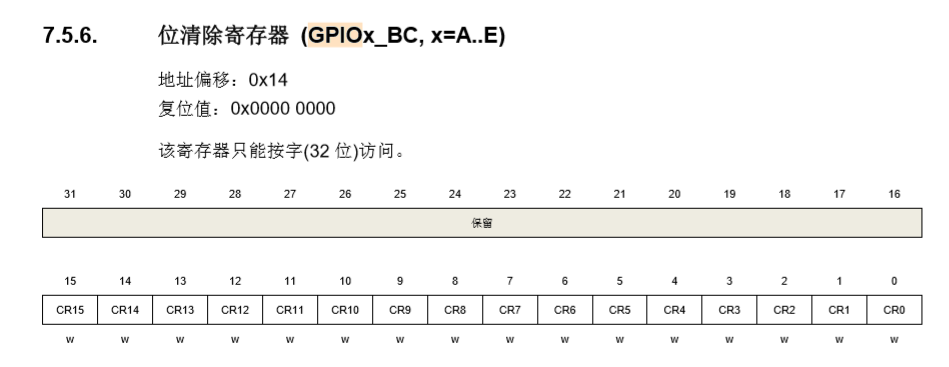 7.5.6. 位清除寄存器 (GPIOx_BC, x=A..E)
地址偏移：0x14
复位值：0x0000 0000
该寄存器只能按字(32 位)访问。
31 30 29 28 27 26 25 24 23 22 21 20 19 18 17 16
保留
15 14 13 12 11 10 9 8 7 6 5 4 3 2 1 0
CR15 CR14 CR13 CR12 CR11 CR10 CR9 CR8 CR7 CR6 CR5 CR4 CR3 CR2 CR1 CR0
w w w w w w w w w w w w w w w w